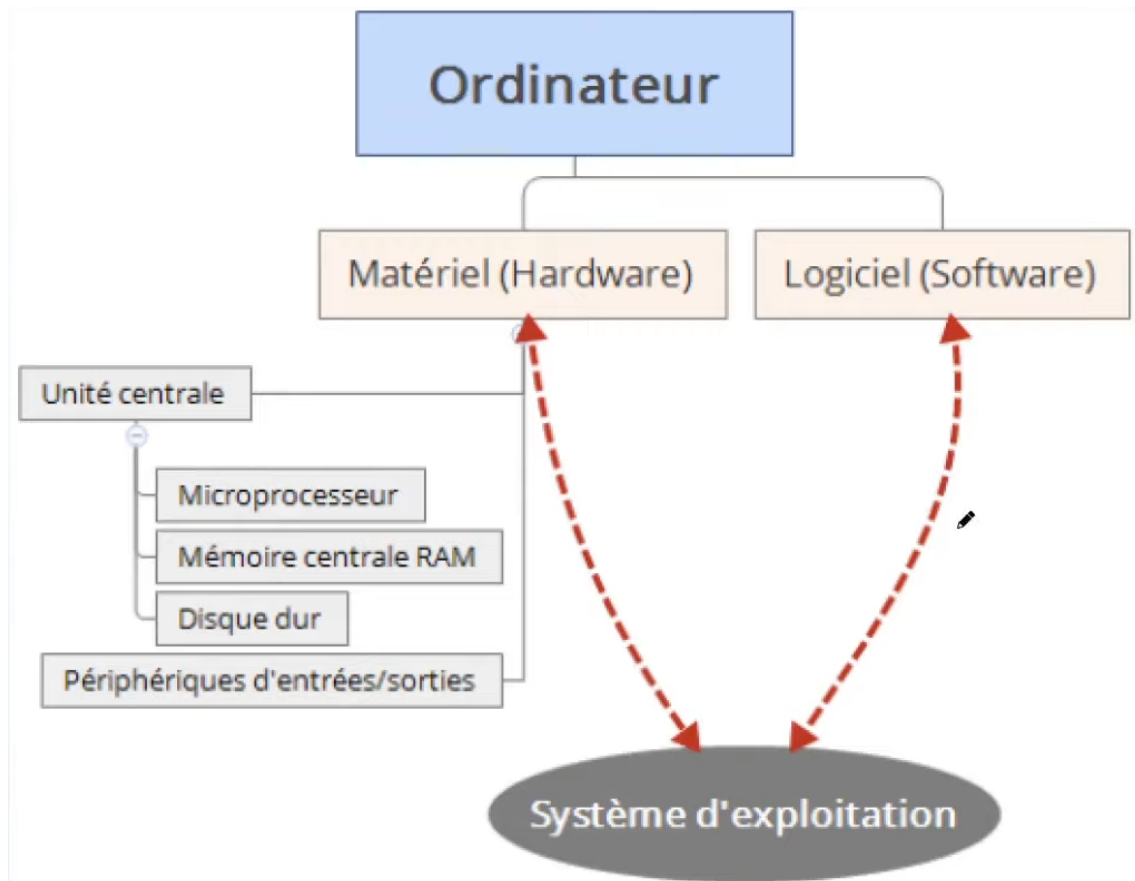 Ordinateur
Matériel (Hardware)
Logiciel (Software)
Unité centrale
Microprocesseur
Mémoire centrale RAM
Disque dur
Périphériques d'entrées/sorties
Système d'exploitation